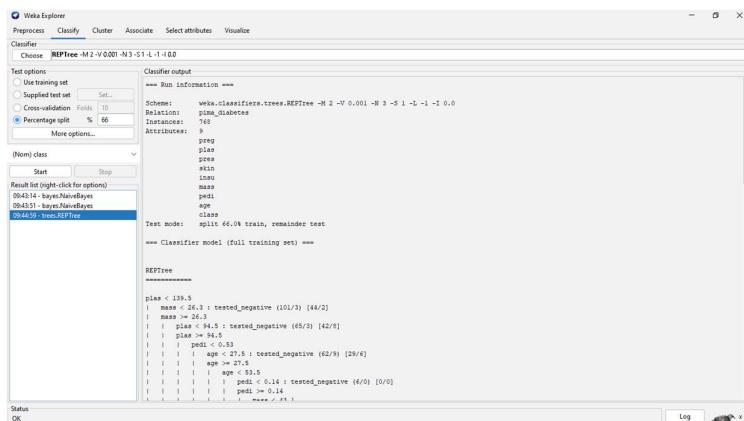 Weka Explorer
Preprocess Classify Cluster Associate Select attributes Visualize
Classifier
Choose REPTree -M 2 -V 0.001 -N 3 -S 1 -L -1 -I 0.0
Test options
Use training set
Supplied test set Set...
Cross-validation Folds 10
Percentage split % 66
More options...
(Nom) class
Start Stop
Result list (right-click for options)
09:43:14 - bayes.NaiveBayes
09:43:51 - bayes.NaiveBayes
09:44:59 - trees.REPTree
Classifier output
=== Run information ===
Scheme: weka.classifiers.trees.REPTree -M 2 -V 0.001 -N 3 -S 1 -L -1 -I 0.0
Relation: pima_diabetes
Instances: 768
Attributes: 9
preg
plas
pres
skin
insu
mass
pedi
age
class
Test mode: split 66.0% train, remainder test
=== Classifier model (full training set) ===
REPTree
============
plas < 139.5
| mass < 26.3 : tested_negative (101/3) [44/2]
| mass >= 26.3
| | plas < 94.5 : tested_negative (65/3) [42/8]
| | plas >= 94.5
| | | pedi < 0.53
| | | | age < 27.5 : tested_negative (62/9) [29/6]
| | | | age >= 27.5
| | | | | age < 53.5
| | | | | | pedi < 0.14 : tested_negative (6/0) [0/0]
| | | | | | pedi >= 0.14
| | | | | | | mass < 43.1
Status
OK
Log
x